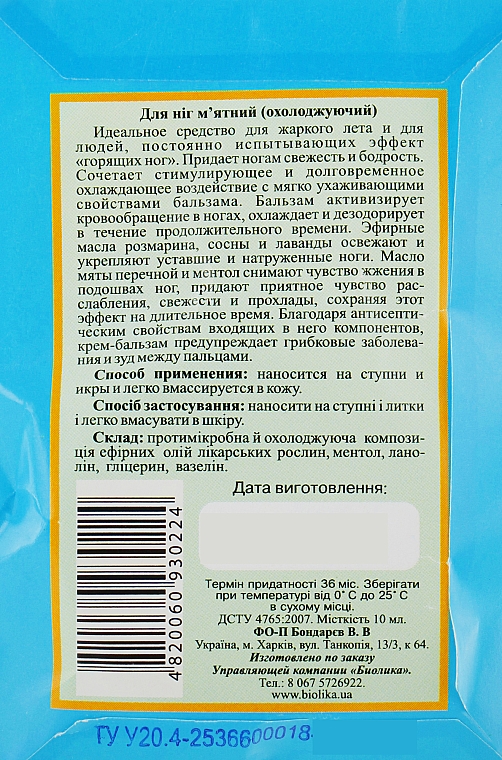 Для ніг м’ятний (охолоджуючий)
Идеальное средство для жаркого лета и для
людей, постоянно испытывающих эффект
«горящих ног». Придает ногам свежесть и бодрость.
Сочетает стимулирующее и долговременное
охлаждающее воздействие с мягко ухаживающими
свойствами бальзама. Бальзам активизирует
кровообращение в ногах, охлаждает и дезодорирует
в течение продолжительного времени. Эфирные
масла розмарина, сосны и лаванды освежают и
укрепляют уставшие и натруженные ноги. Масло
мяты перечной и ментол снимают чувство жжения в
подошвах ног, придают приятное чувство рас-
слабления, свежести и прохлады, сохраняя этот
эффект на длительное время. Благодаря антисепти-
ческим свойствам входящих в него компонентов,
крем-бальзам предупреждает грибковые заболева-
ния и зуд между пальцами.
Способ применения: наносится на ступни и
икры и легко вмассируется в кожу.
Спосіб застосування: наносити на ступні і литки
і легко вмасувати в шкіру.
Склад: протимікробна й охолоджуюча компози-
ція ефірних олій лікарських рослин, ментол, лано-
лін, гліцерин, вазелін.
Дата виготовлення:
4820060930224
Термін придатності 36 міс. Зберігати
при температурі від 0° С до 25° С
в сухому місці.
ДСТУ 4765:2007. Місткість 10 мл.
ФО-П Бондарєв В. В
Україна, м. Харків, вул. Танкопія, 13/3, к 64.
Изготовлено по заказу
Управляющей компании «Биолика».
Тел.: 8 067 5726922.
www.biolika.ua
ТУ У20.4-2536600018-